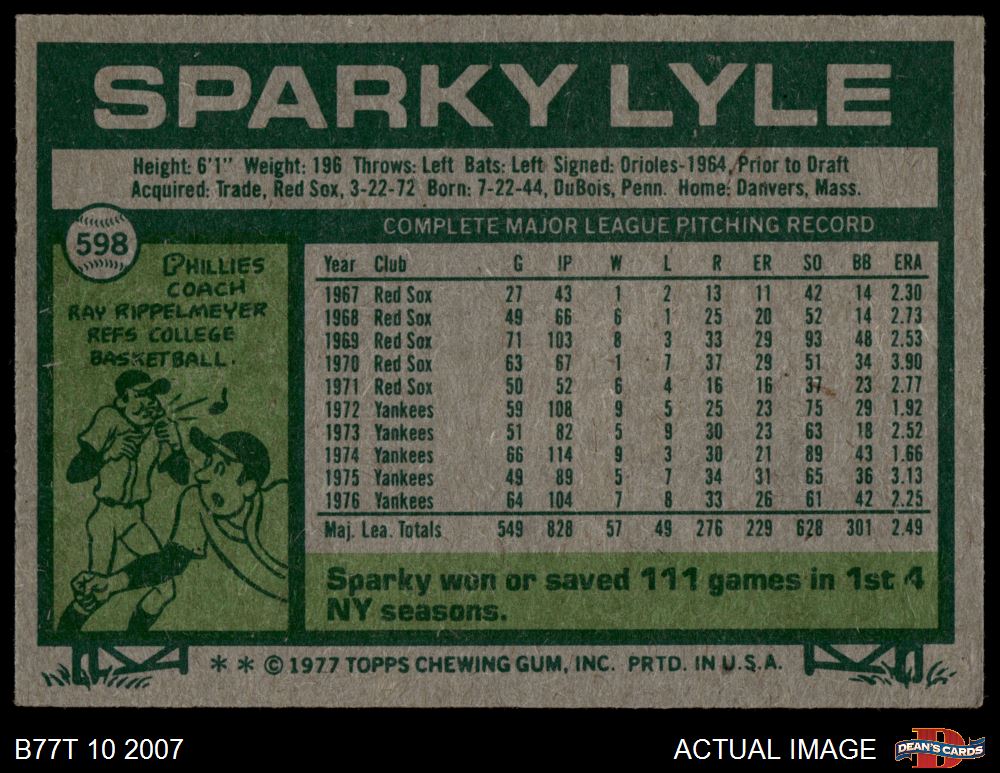 SPARKY LYLE
Height: 6'1" Weight: 196 Throws: Left Bats: Left Signed: Orioles-1964, Prior to Draft
Acquired: Trade, Red Sox, 3-22-72 Born: 7-22-44, DuBois, Penn. Home: Danvers, Mass.
598
PHILLIES
COACH
RAY RIPPELMEYER
REFS COLLEGE
BASKETBALL.
COMPLETE MAJOR LEAGUE PITCHING RECORD
Year Club G IP W L R ER SO BB ERA
1967 Red Sox 27 43 1 2 13 11 42 14 2.30
1968 Red Sox 49 66 6 1 25 20 52 14 2.73
1969 Red Sox 71 103 8 3 33 29 93 48 2.53
1970 Red Sox 63 67 1 7 37 29 51 34 3.90
1971 Red Sox 50 52 6 4 16 16 37 23 2.77
1972 Yankees 59 108 9 5 25 23 75 29 1.92
1973 Yankees 51 82 5 9 30 23 63 18 2.52
1974 Yankees 66 114 9 3 30 21 89 43 1.66
1975 Yankees 49 89 5 7 34 31 65 36 3.13
1976 Yankees 64 104 7 8 33 26 61 42 2.25
Maj. Lea. Totals 549 828 57 49 276 229 628 301 2.49
Sparky won or saved 111 games in 1st 4
NY seasons.
* * © 1977 TOPPS CHEWING GUM, INC. PRTD. IN U.S.A.
B77T 10 2007
ACTUAL IMAGE
DEAN'S CARDS